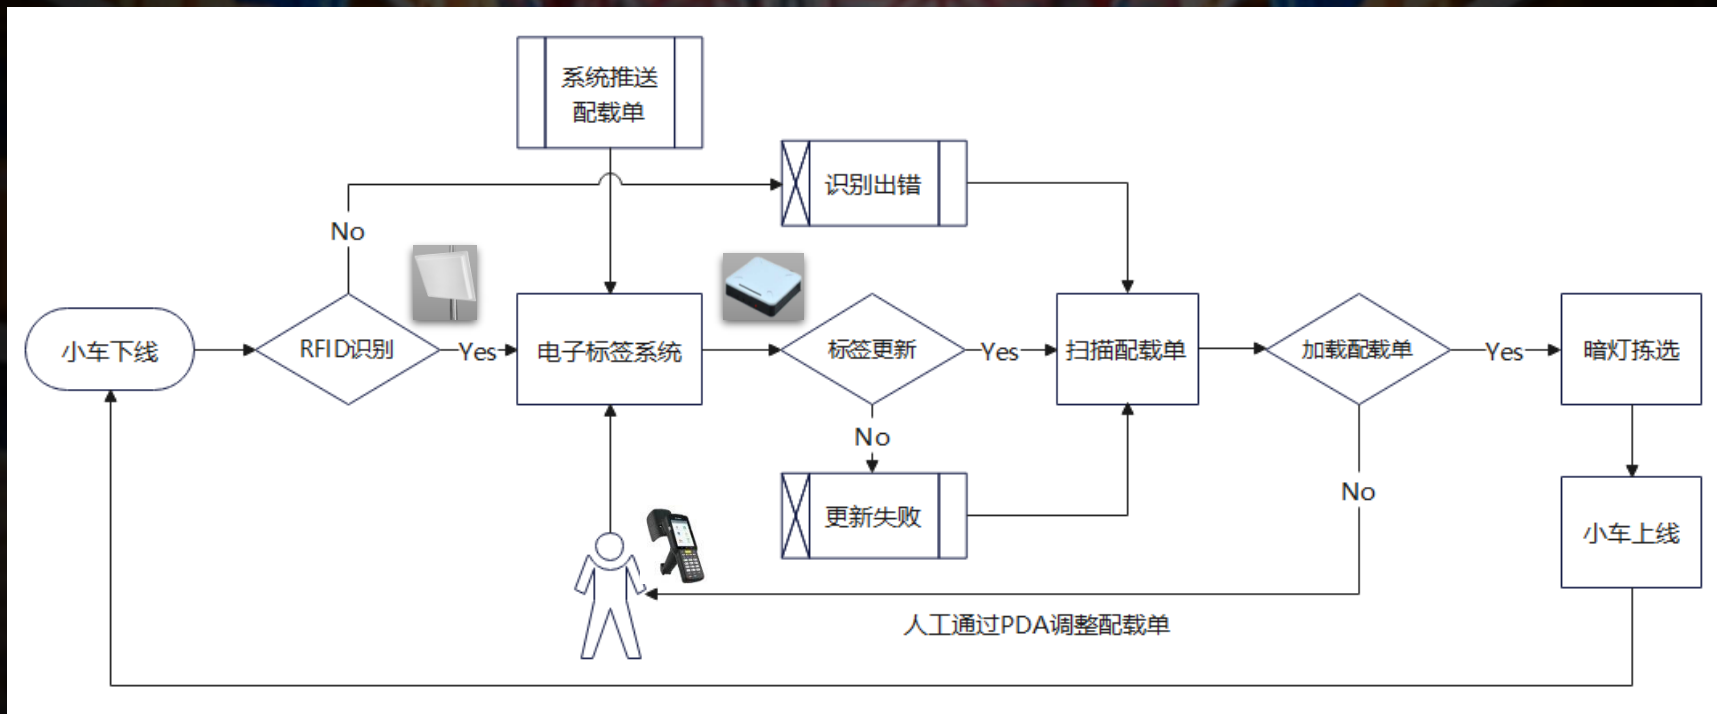 系统推送
配载单
识别出错
No
小车下线
RFID识别
Yes
电子标签系统
标签更新
Yes
扫描配载单
加载配载单
Yes
暗灯拣选
No
更新失败
No
小车上线
人工通过PDA调整配载单